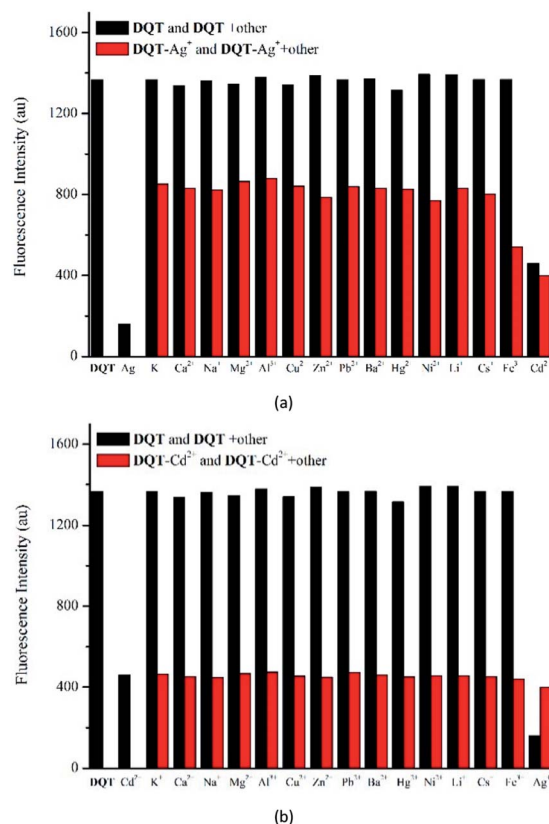 DQT and DQT +other
DQT-Ag⁺ and DQT-Ag⁺+other
Fluorescence Intensity (au)
1600
1200
800
400
0
DQT Ag K Ca²⁺ Na⁺ Mg²⁺ Al³⁺ Cu² Zn²⁺ Pb²⁺ Ba²⁺ Hg² Ni²⁺ Li⁺ Cs⁺ Fe³ Cd²
(a)
DQT and DQT +other
DQT-Cd²⁺ and DQT-Cd²⁺+other
Fluorescence Intensity (au)
1600
1200
800
400
0
DQT Cd²⁺ K⁺ Ca²⁺ Na⁺ Mg²⁺ Al³⁺ Cu²⁺ Zn²⁺ Pb²⁺ Ba²⁺ Hg²⁺ Ni²⁺ Li⁺ Cs⁺ Fe³⁺ Ag⁺
(b)